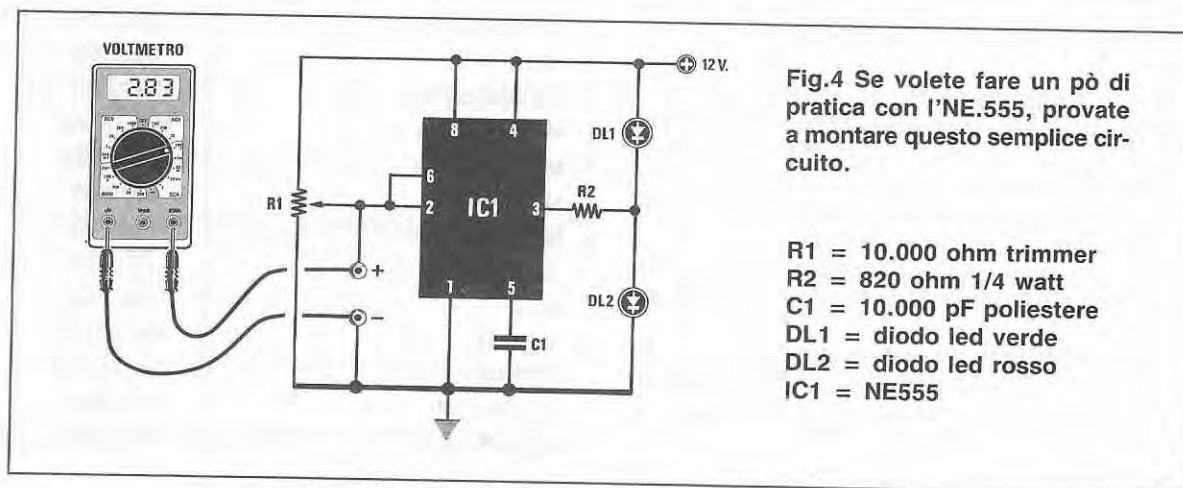 VOLTMETRO
2.83
12 V.
8
4
DL1
6
R2
R1
2
IC1
3
+
1
5
DL2
−
C1
Fig.4 Se volete fare un pò di
pratica con l'NE.555, provate
a montare questo semplice cir-
cuito.
R1 = 10.000 ohm trimmer
R2 = 820 ohm 1/4 watt
C1 = 10.000 pF poliestere
DL1 = diodo led verde
DL2 = diodo led rosso
IC1 = NE555